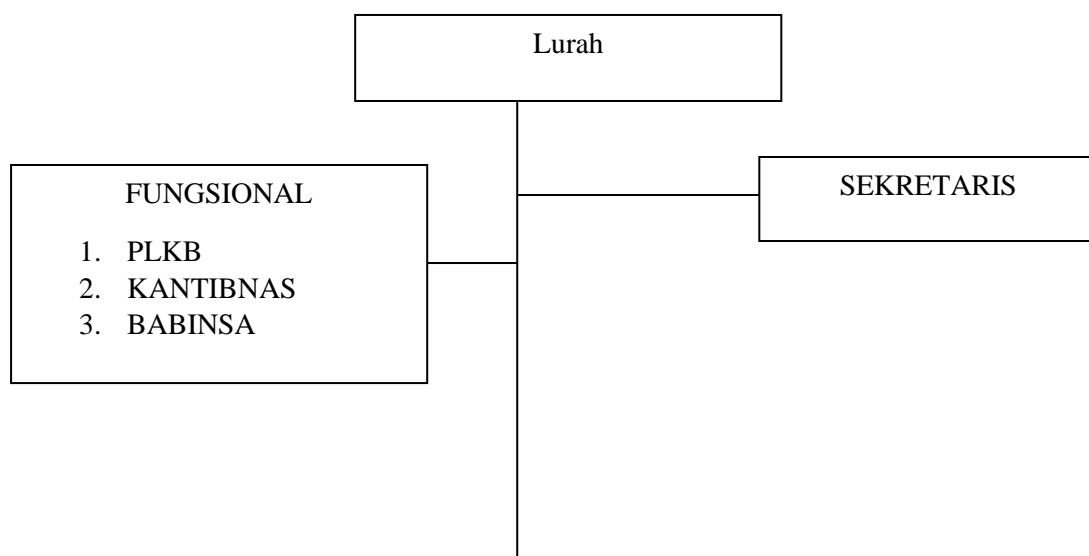 Lurah
FUNGSIONAL
1. PLKB
2. KANTIBNAS
3. BABINSA
SEKRETARIS